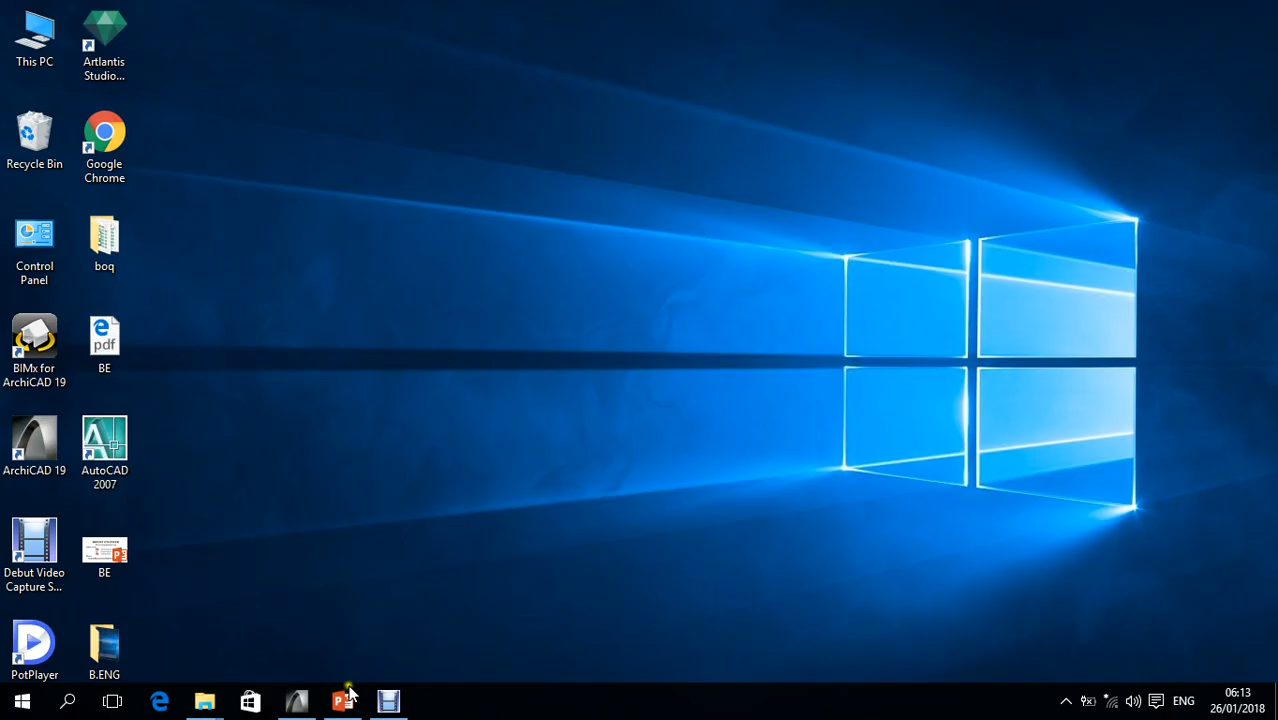 This PC
Artlantis
Studio...
Recycle Bin
Google
Chrome
Control
Panel
boq
BIMx for
ArchiCAD 19
pdf
BE
ArchiCAD 19
AutoCAD
2007
Debut Video
Capture S...
BE
PotPlayer
B.ENG
ENG
06:13
26/01/2018